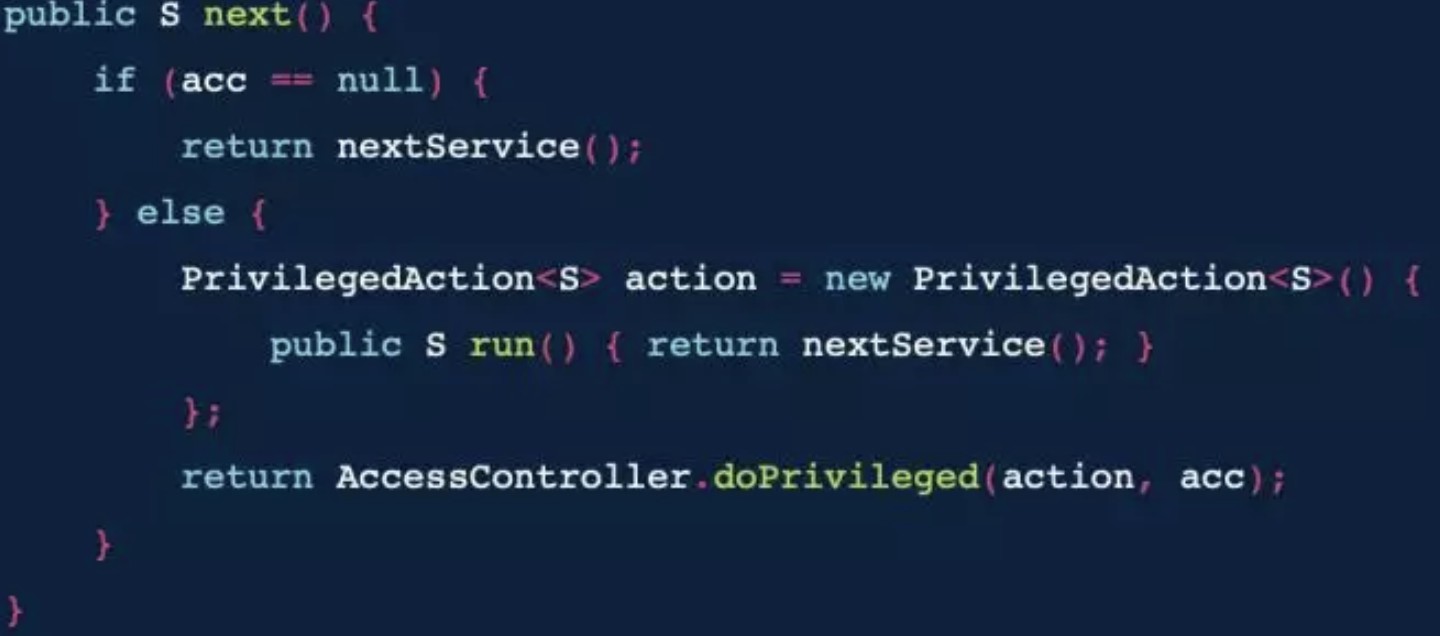 public S next() {
    if (acc == null) {
        return nextService();
    } else {
        PrivilegedAction<S> action = new PrivilegedAction<S>() {
            public S run() { return nextService(); }
        };
        return AccessController.doPrivileged(action, acc);
    }
}